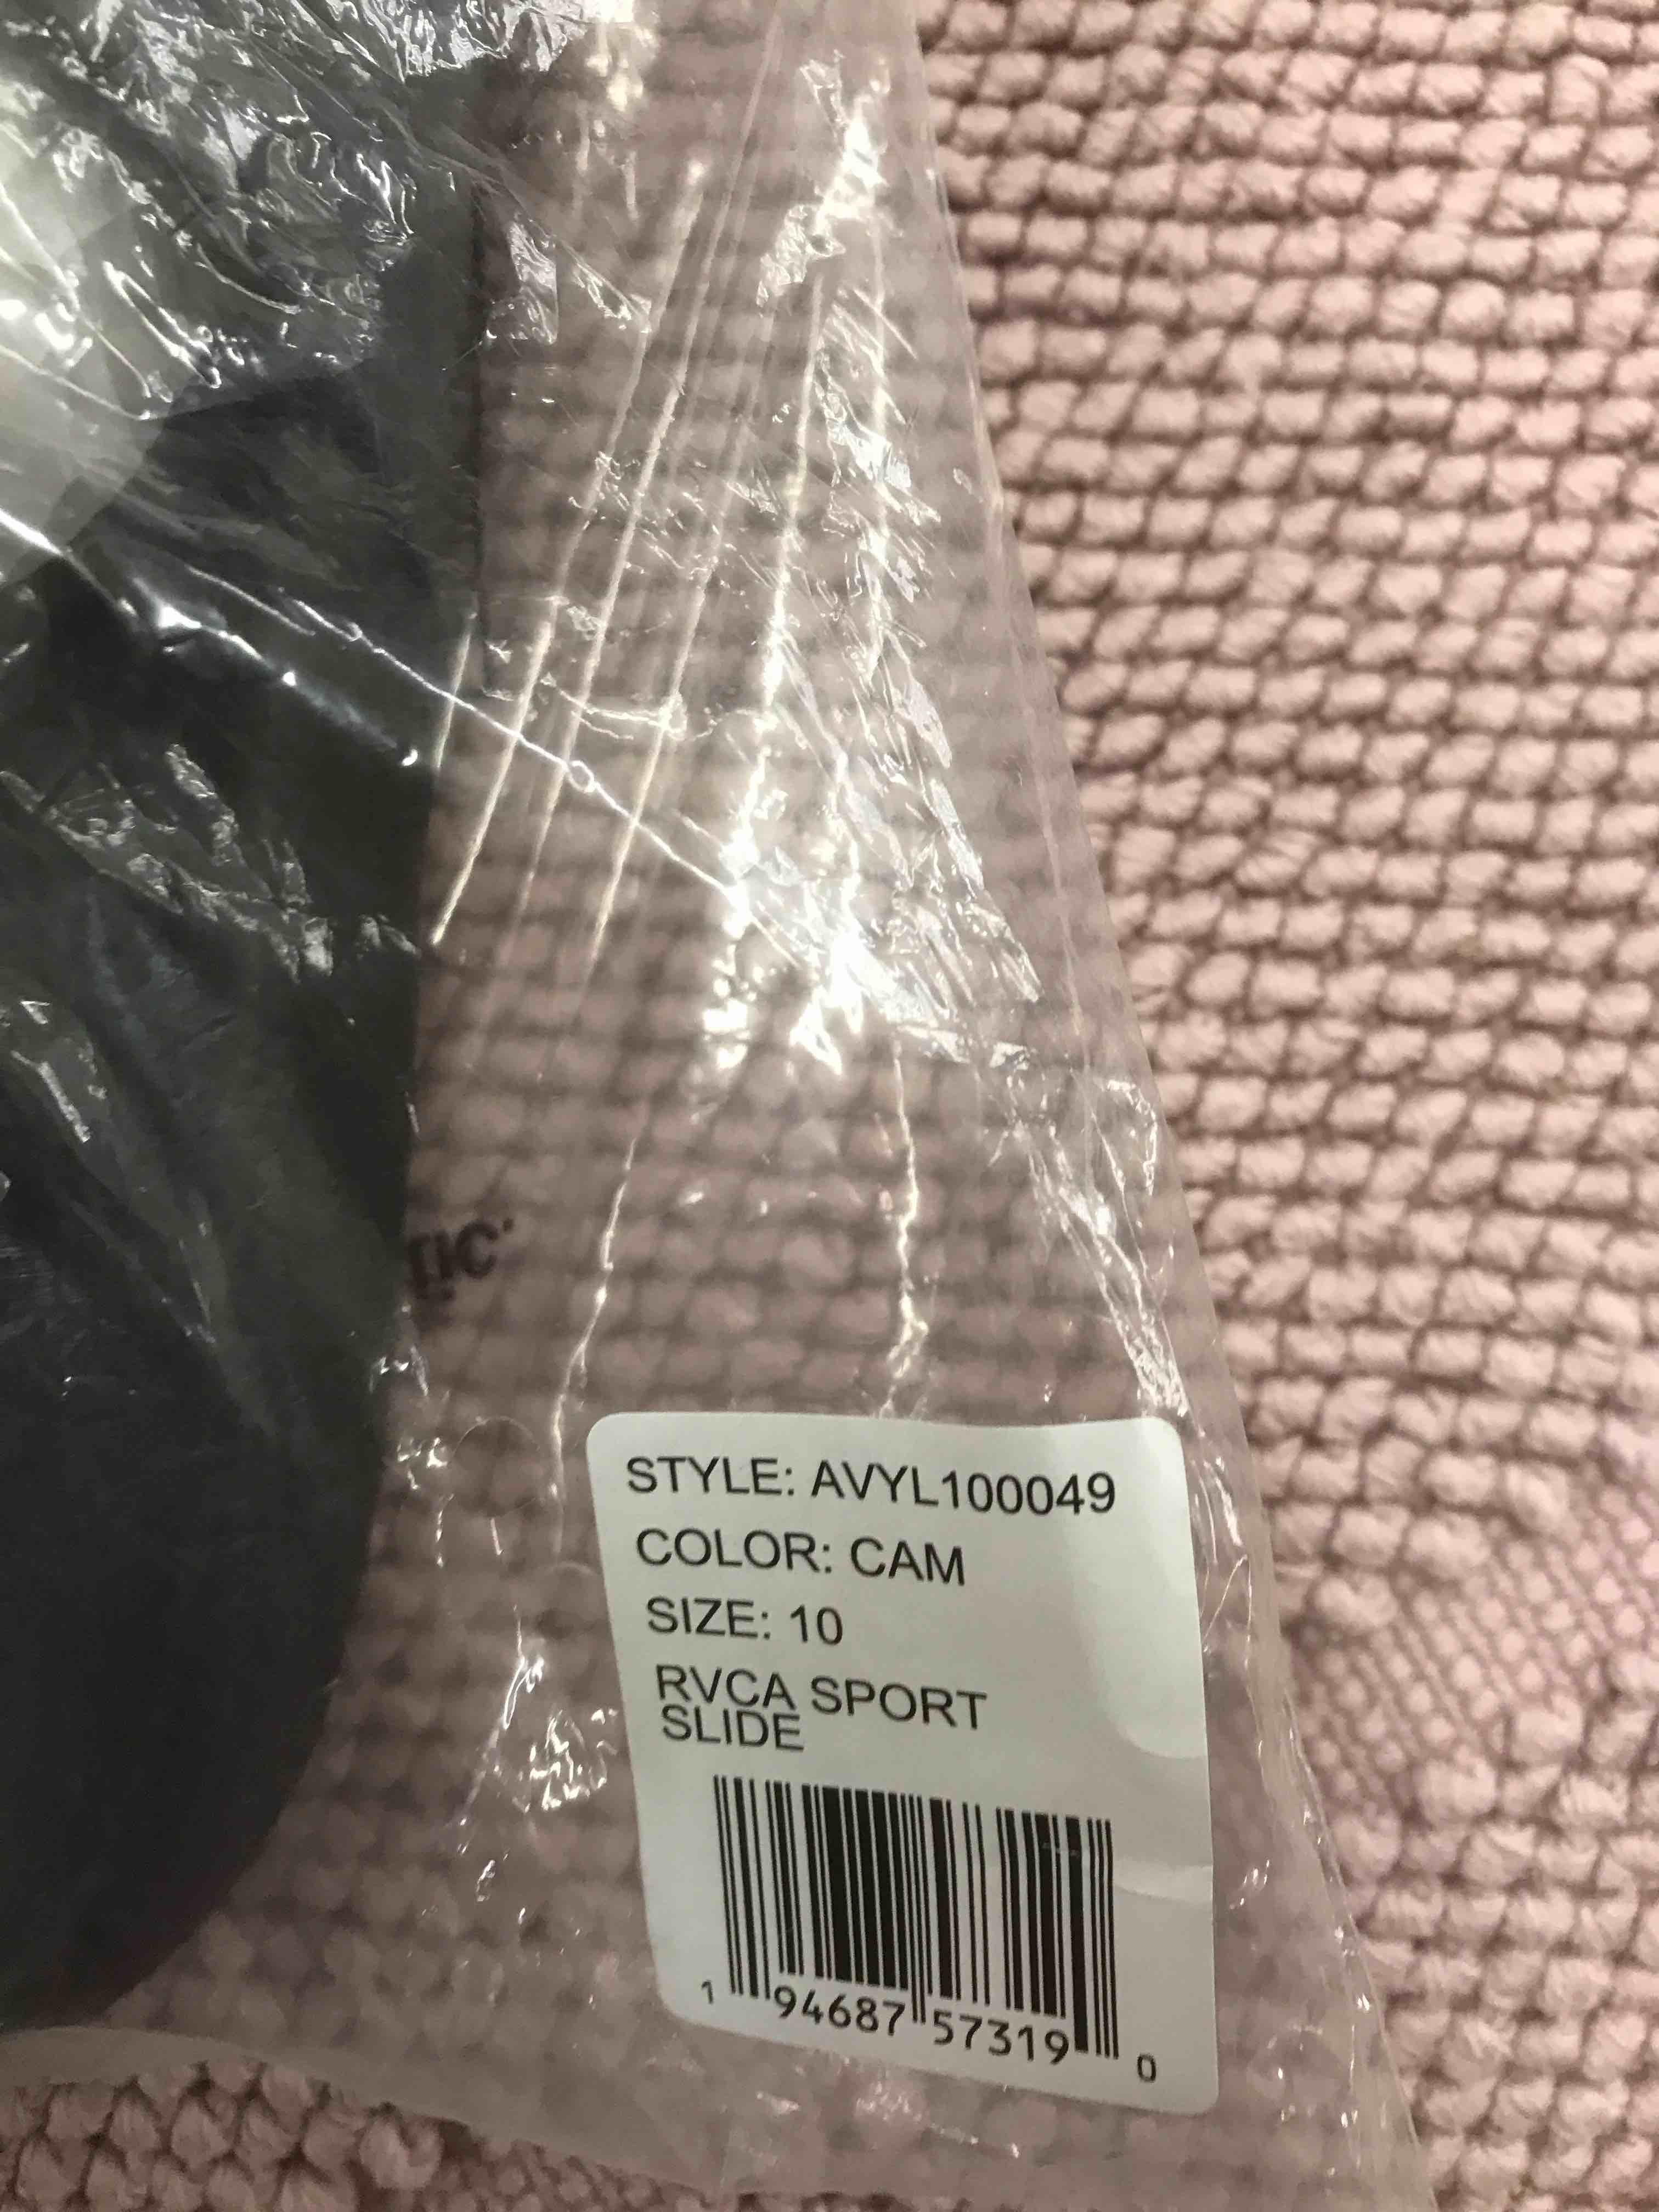 STYLE: AVYL100049
COLOR: CAM
SIZE: 10
RVCA SPORT
SLIDE
1 94687 57319 0